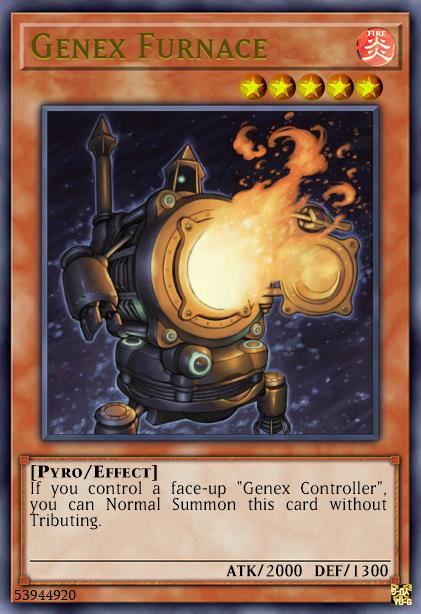 Genex Furnace
FIRE
炎
[Pyro/Effect]
If you control a face-up "Genex Controller",
you can Normal Summon this card without
Tributing.
ATK/2000 DEF/1300
53944920